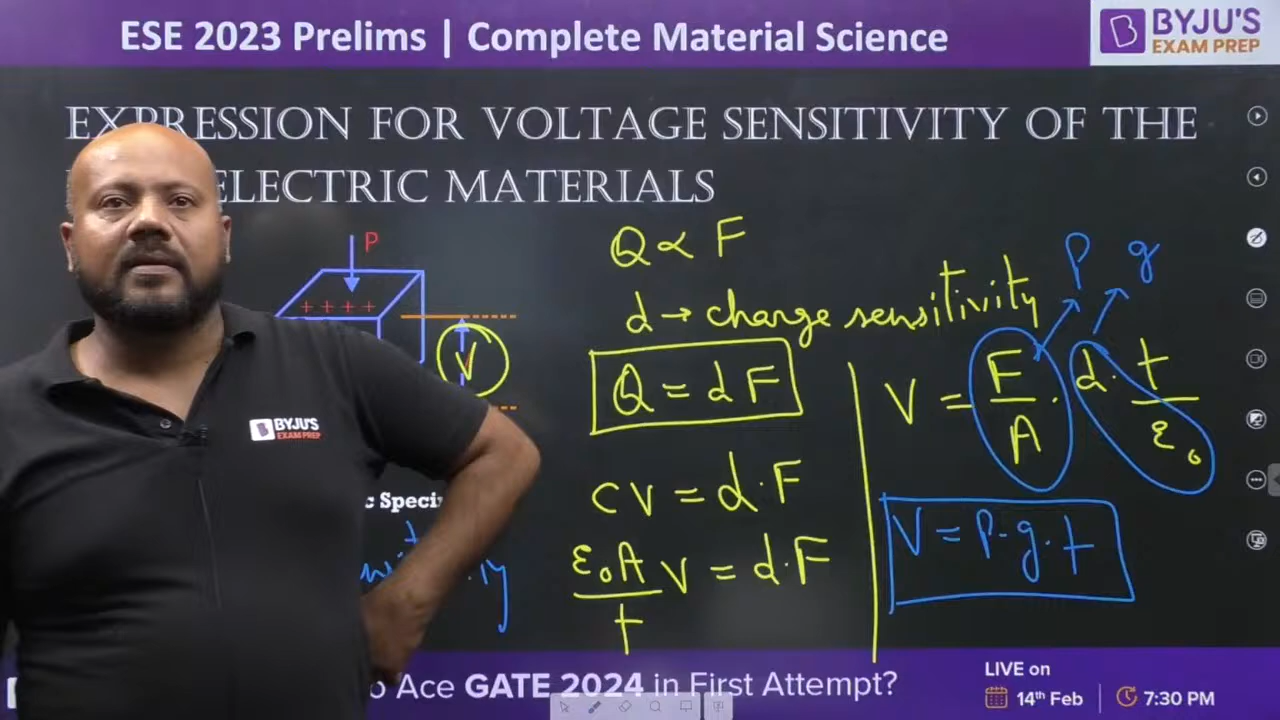 ESE 2023 Prelims | Complete Material Science
BYJU'S
EXAM PREP
EXPRESSION FOR VOLTAGE SENSITIVITY OF THE
ELECTRIC MATERIALS
P
+ + + +
V
Q ∝ F
d → charge sensitivity
Q = d F
CV = d.F
ε₀A/t V = d.F
P g
V = F/A . d . t/ε₀
V = P.g.t
BYJU'S
EXAM PREP
c Speci
o Ace GATE 2024 in First Attempt?
LIVE on
14th Feb | 7:30 PM